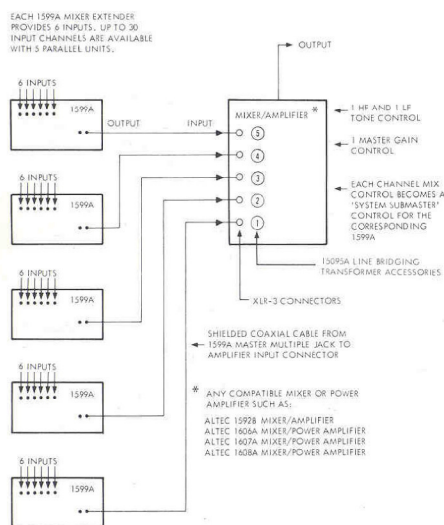 EACH 1599A MIXER EXTENDER
PROVIDES 6 INPUTS. UP TO 30
INPUT CHANNELS ARE AVAILABLE
WITH 5 PARALLEL UNITS.
OUTPUT
6 INPUTS
1599A
OUTPUT
INPUT
MIXER/AMPLIFIER *
5
4
3
2
1
1 HF AND 1 LF
TONE CONTROL
1 MASTER GAIN
CONTROL
EACH CHANNEL MIX
CONTROL BECOMES A
'SYSTEM SUBMASTER'
CONTROL FOR THE
CORRESPONDING
1599A
15095A LINE BRIDGING
TRANSFORMER ACCESSORIES
XLR-3 CONNECTORS
6 INPUTS
1599A
6 INPUTS
1599A
6 INPUTS
1599A
6 INPUTS
1599A
SHIELDED COAXIAL CABLE FROM
1599A MASTER MULTIPLE JACK TO
AMPLIFIER INPUT CONNECTOR
* ANY COMPATIBLE MIXER OR POWER
AMPLIFIER SUCH AS:
ALTEC 1592B MIXER/AMPLIFIER
ALTEC 1606A MIXER/POWER AMPLIFIER
ALTEC 1607A MIXER/POWER AMPLIFIER
ALTEC 1608A MIXER/POWER AMPLIFIER